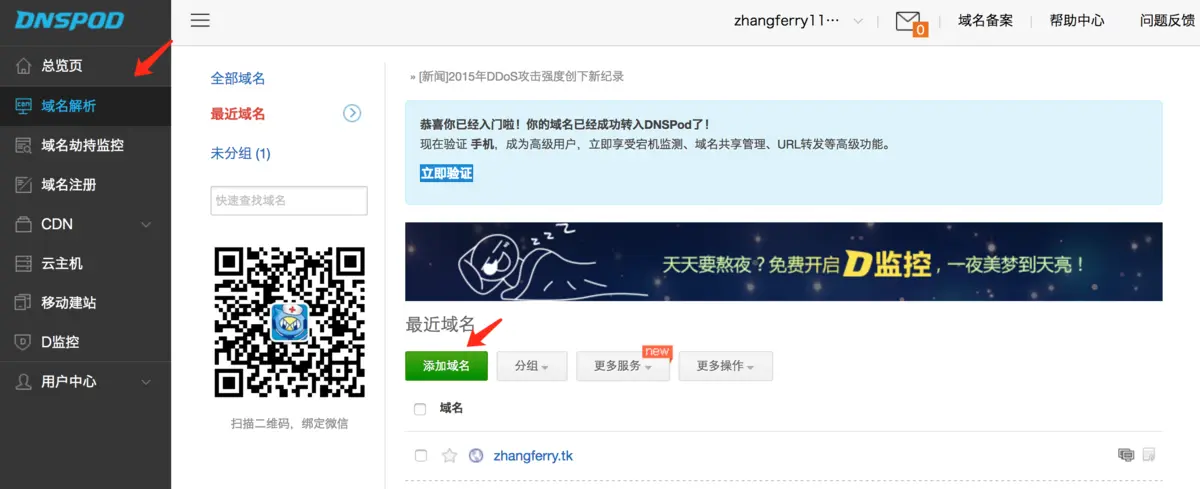 DNSPOD
zhangferry11···
0
域名备案
帮助中心
问题反馈
总览页
域名解析
域名劫持监控
域名注册
CDN
云主机
移动建站
D监控
用户中心
全部域名
最近域名
未分组 (1)
快速查找域名
扫描二维码，绑定微信
» [新闻]2015年DDoS攻击强度创下新纪录
恭喜你已经入门啦！你的域名已经成功转入DNSPod了！
现在验证 手机，成为高级用户，立即享受宕机监测、域名共享管理、URL转发等高级功能。
立即验证
zzz
天天要熬夜？免费开启D监控，一夜美梦到天亮！
最近域名
添加域名
分组
更多服务
new
更多操作
域名
zhangferry.tk